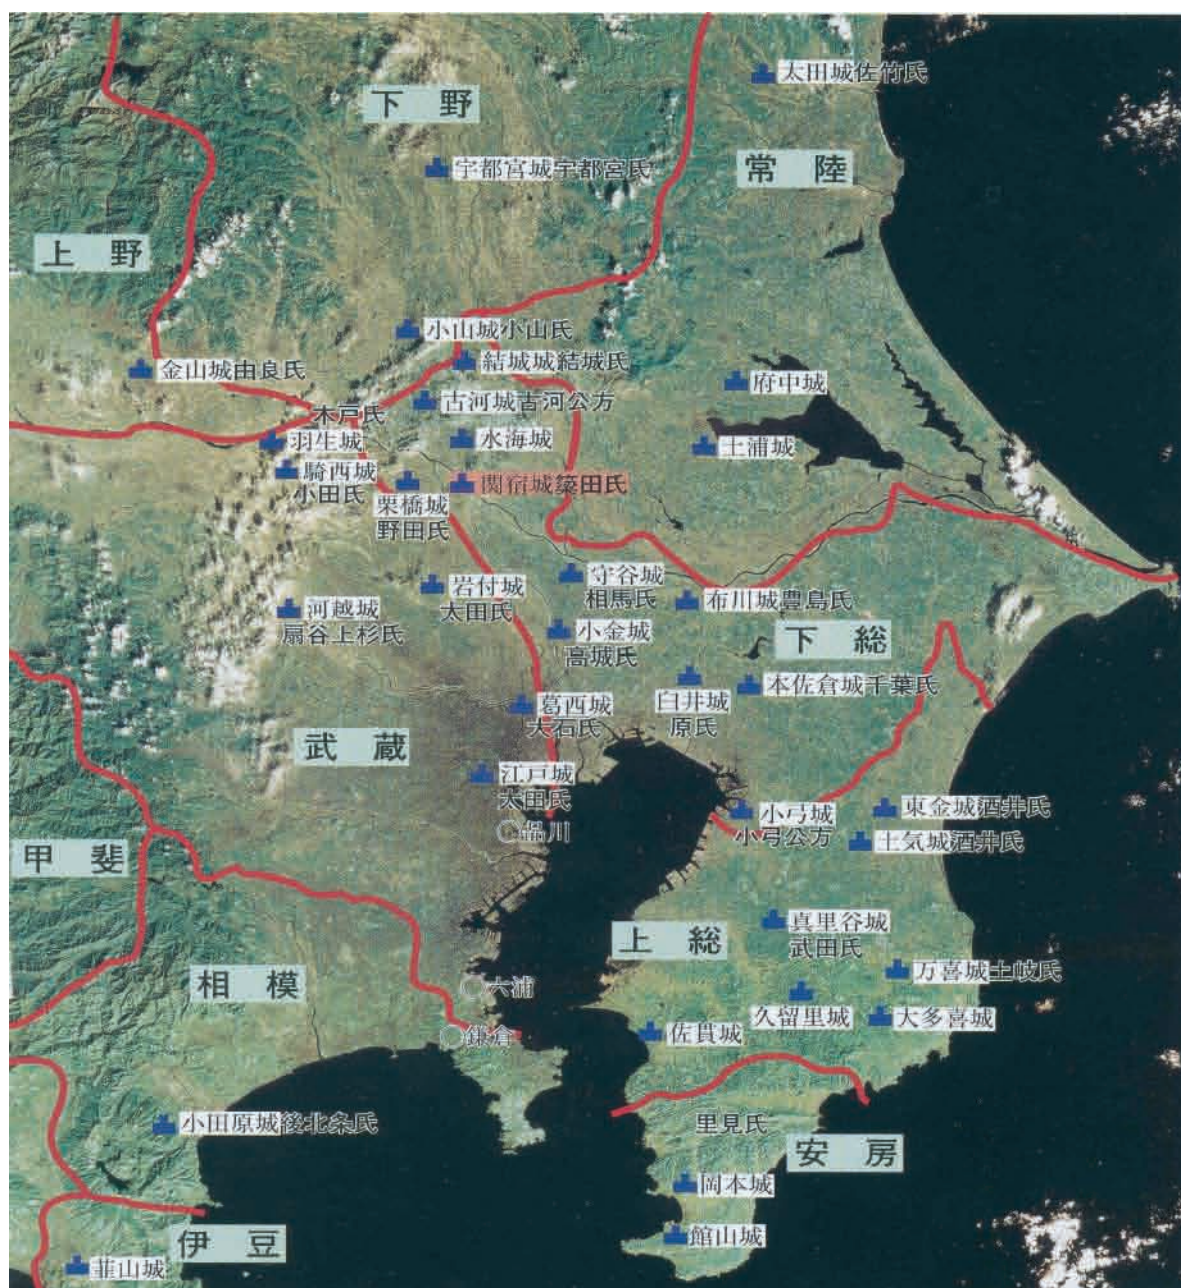 太田城佐竹氏
下野
宇都宮城宇都宮氏
常陸
上野
小山城小山氏
結城城結城氏
金山城由良氏
府中城
古河城古河公方
木戸氏
羽生城
水海城
土浦城
騎西城
小田氏
関宿城簗田氏
栗橋城
野田氏
守谷城
相馬氏
岩付城
太田氏
布川城豊島氏
河越城
扇谷上杉氏
小金城
高城氏
下総
臼井城
原氏
本佐倉城千葉氏
葛西城
大石氏
武蔵
江戸城
太田氏
品川
小弓城
小弓公方
東金城酒井氏
土気城酒井氏
甲斐
真里谷城
武田氏
上総
万喜城土岐氏
相模
六浦
久留里城
大多喜城
鎌倉
佐貫城
小田原城後北条氏
里見氏
安房
岡本城
館山城
伊豆
韮山城